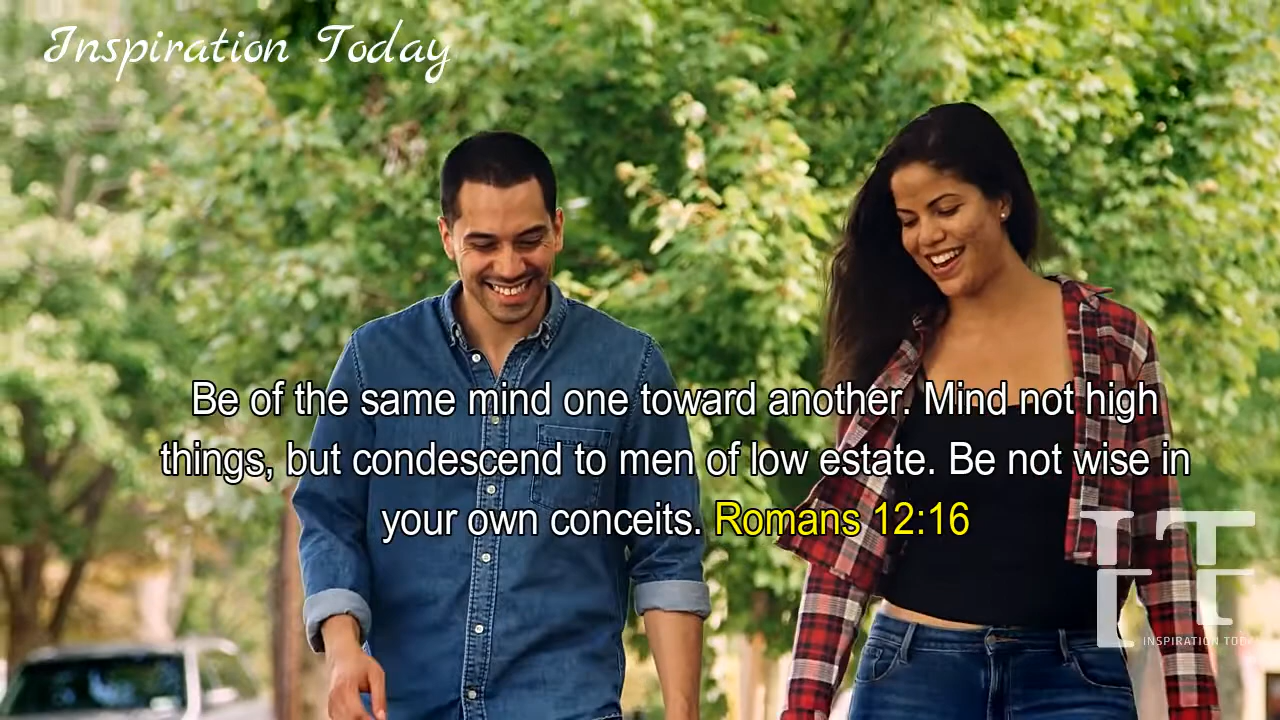 Inspiration Today
Be of the same mind one toward another. Mind not high
things, but condescend to men of low estate. Be not wise in
your own conceits. Romans 12:16
IT
INSPIRATION TODAY